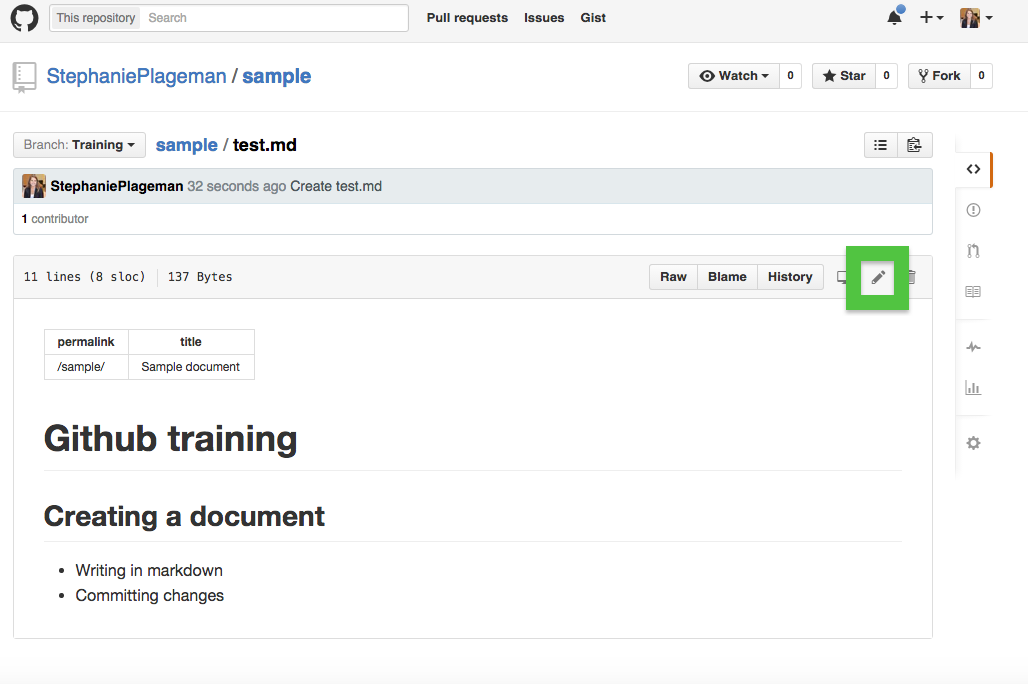 This repository Search Pull requests Issues Gist
StephaniePlageman / sample Watch 0 Star 0 Fork 0
Branch: Training sample / test.md
StephaniePlageman 32 seconds ago Create test.md
1 contributor
11 lines (8 sloc) 137 Bytes Raw Blame History
permalink title
/sample/ Sample document
Github training
Creating a document
• Writing in markdown
• Committing changes